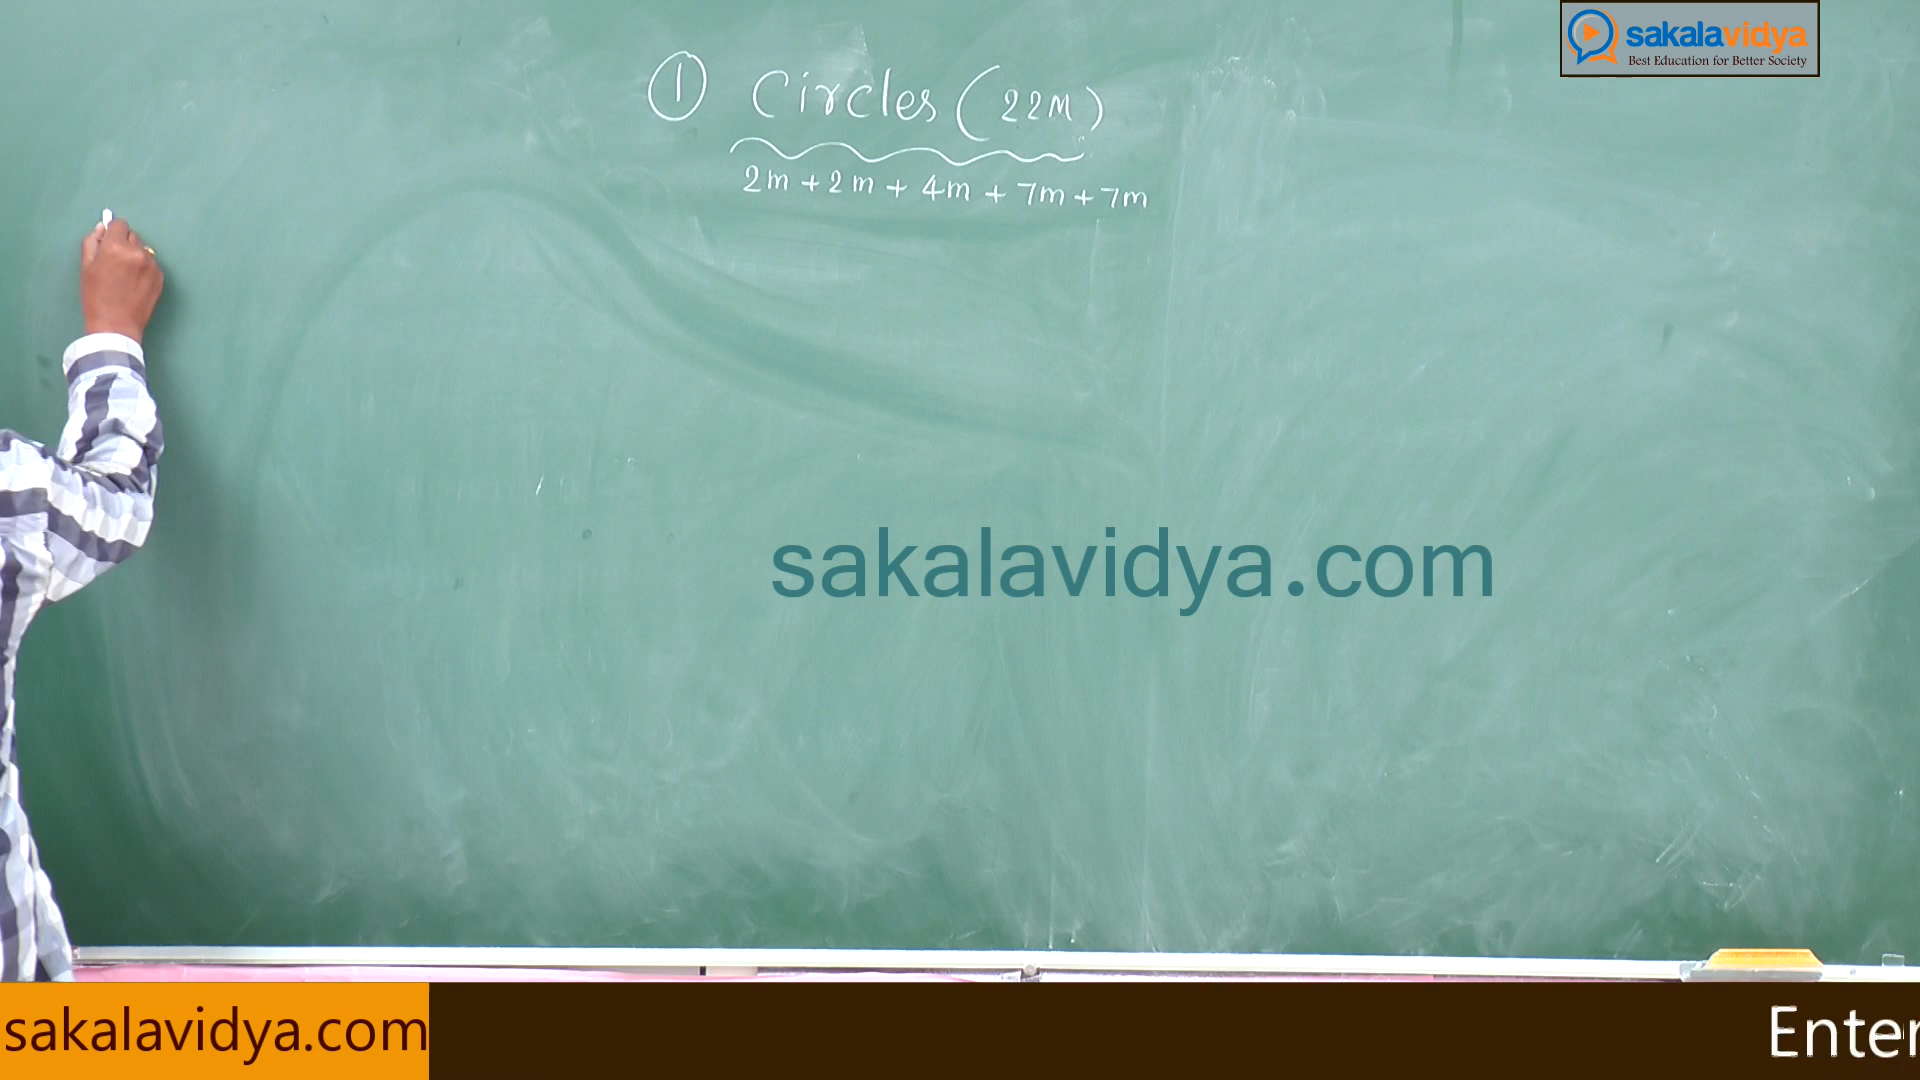 sakalavidya
Best Education for Better Society
① Circles (22M)
2m + 2m + 4m + 7m + 7m
sakalavidya.com
sakalavidya.com
Enter